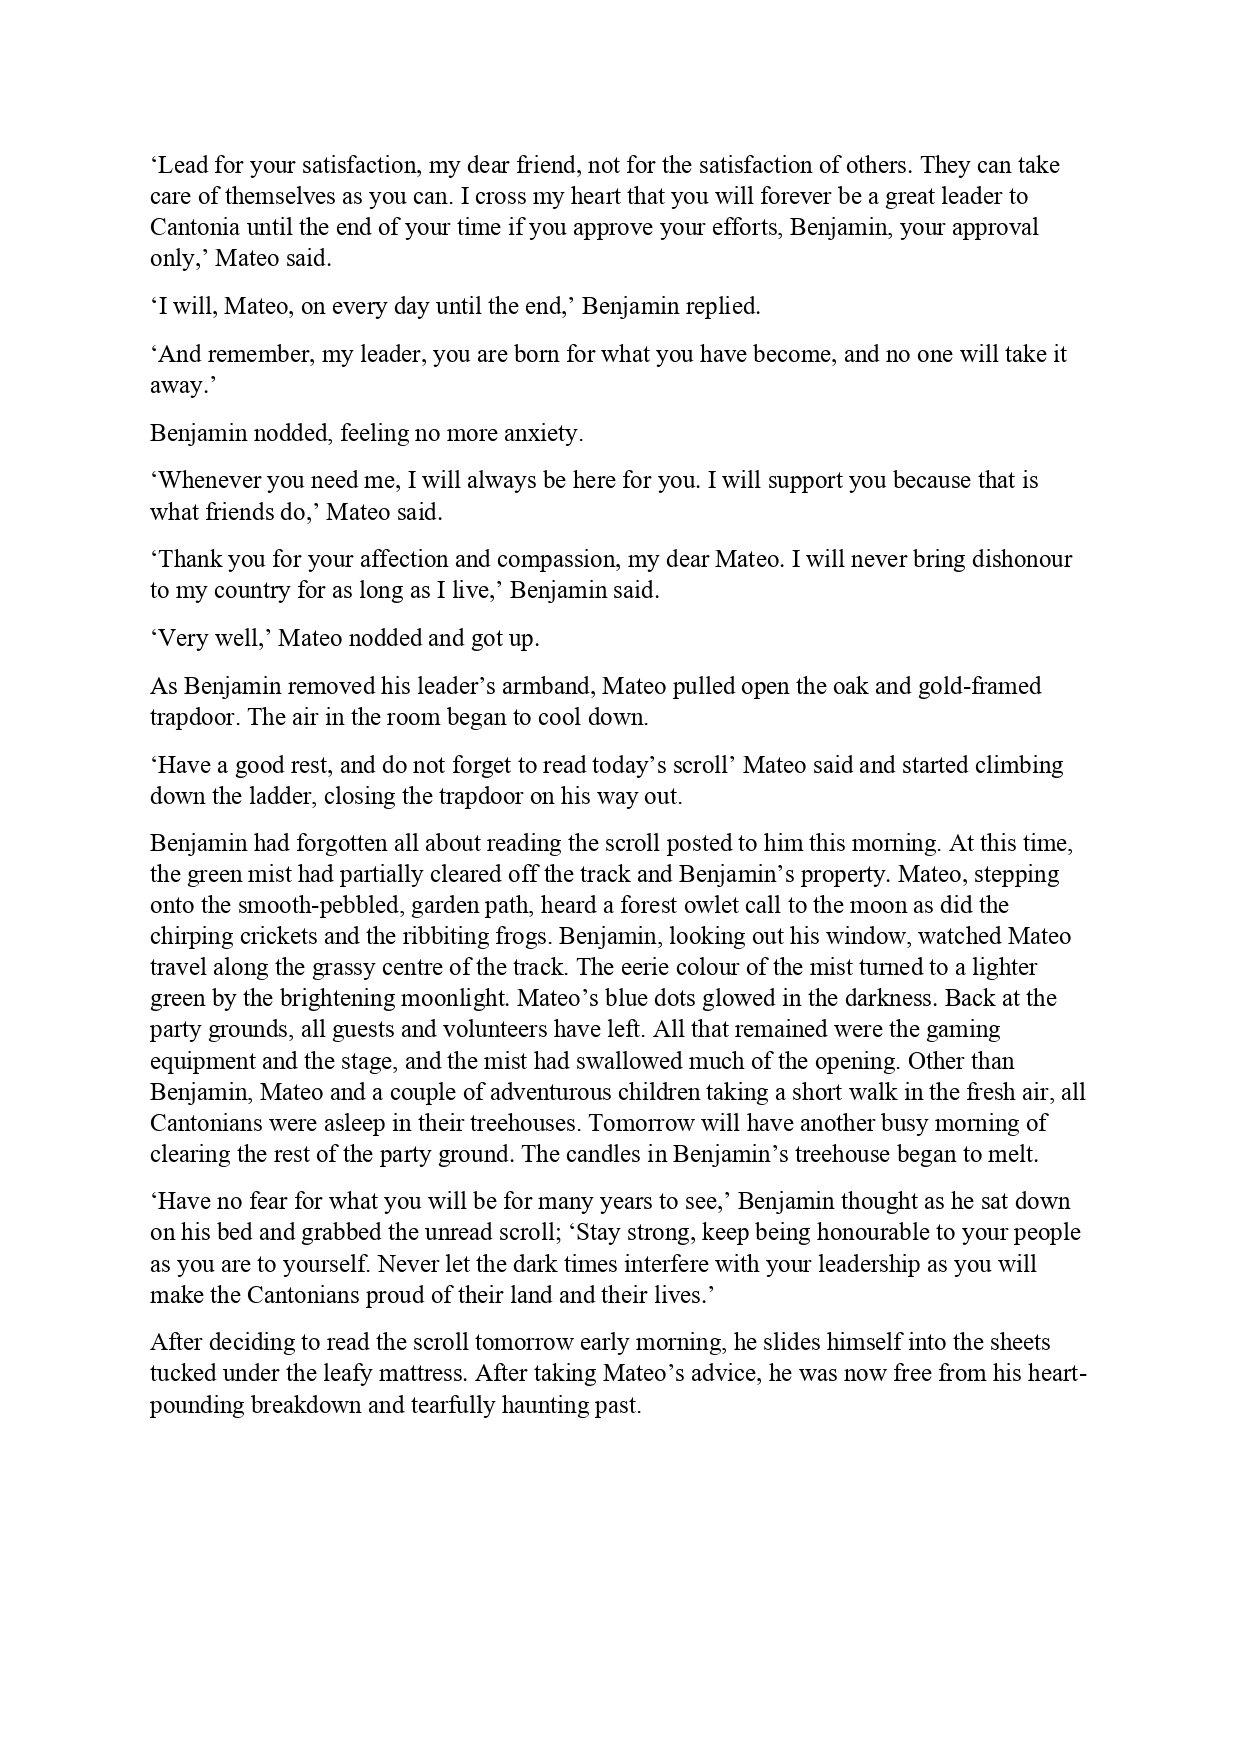 ‘Lead for your satisfaction, my dear friend, not for the satisfaction of others. They can take
care of themselves as you can. I cross my heart that you will forever be a great leader to
Cantonia until the end of your time if you approve your efforts, Benjamin, your approval
only,’ Mateo said.
‘I will, Mateo, on every day until the end,’ Benjamin replied.
‘And remember, my leader, you are born for what you have become, and no one will take it
away.’
Benjamin nodded, feeling no more anxiety.
‘Whenever you need me, I will always be here for you. I will support you because that is
what friends do,’ Mateo said.
‘Thank you for your affection and compassion, my dear Mateo. I will never bring dishonour
to my country for as long as I live,’ Benjamin said.
‘Very well,’ Mateo nodded and got up.
As Benjamin removed his leader’s armband, Mateo pulled open the oak and gold-framed
trapdoor. The air in the room began to cool down.
‘Have a good rest, and do not forget to read today’s scroll’ Mateo said and started climbing
down the ladder, closing the trapdoor on his way out.
Benjamin had forgotten all about reading the scroll posted to him this morning. At this time,
the green mist had partially cleared off the track and Benjamin’s property. Mateo, stepping
onto the smooth-pebbled, garden path, heard a forest owlet call to the moon as did the
chirping crickets and the ribbiting frogs. Benjamin, looking out his window, watched Mateo
travel along the grassy centre of the track. The eerie colour of the mist turned to a lighter
green by the brightening moonlight. Mateo’s blue dots glowed in the darkness. Back at the
party grounds, all guests and volunteers have left. All that remained were the gaming
equipment and the stage, and the mist had swallowed much of the opening. Other than
Benjamin, Mateo and a couple of adventurous children taking a short walk in the fresh air, all
Cantonians were asleep in their treehouses. Tomorrow will have another busy morning of
clearing the rest of the party ground. The candles in Benjamin’s treehouse began to melt.
‘Have no fear for what you will be for many years to see,’ Benjamin thought as he sat down
on his bed and grabbed the unread scroll; ‘Stay strong, keep being honourable to your people
as you are to yourself. Never let the dark times interfere with your leadership as you will
make the Cantonians proud of their land and their lives.’
After deciding to read the scroll tomorrow early morning, he slides himself into the sheets
tucked under the leafy mattress. After taking Mateo’s advice, he was now free from his heart-
pounding breakdown and tearfully haunting past.